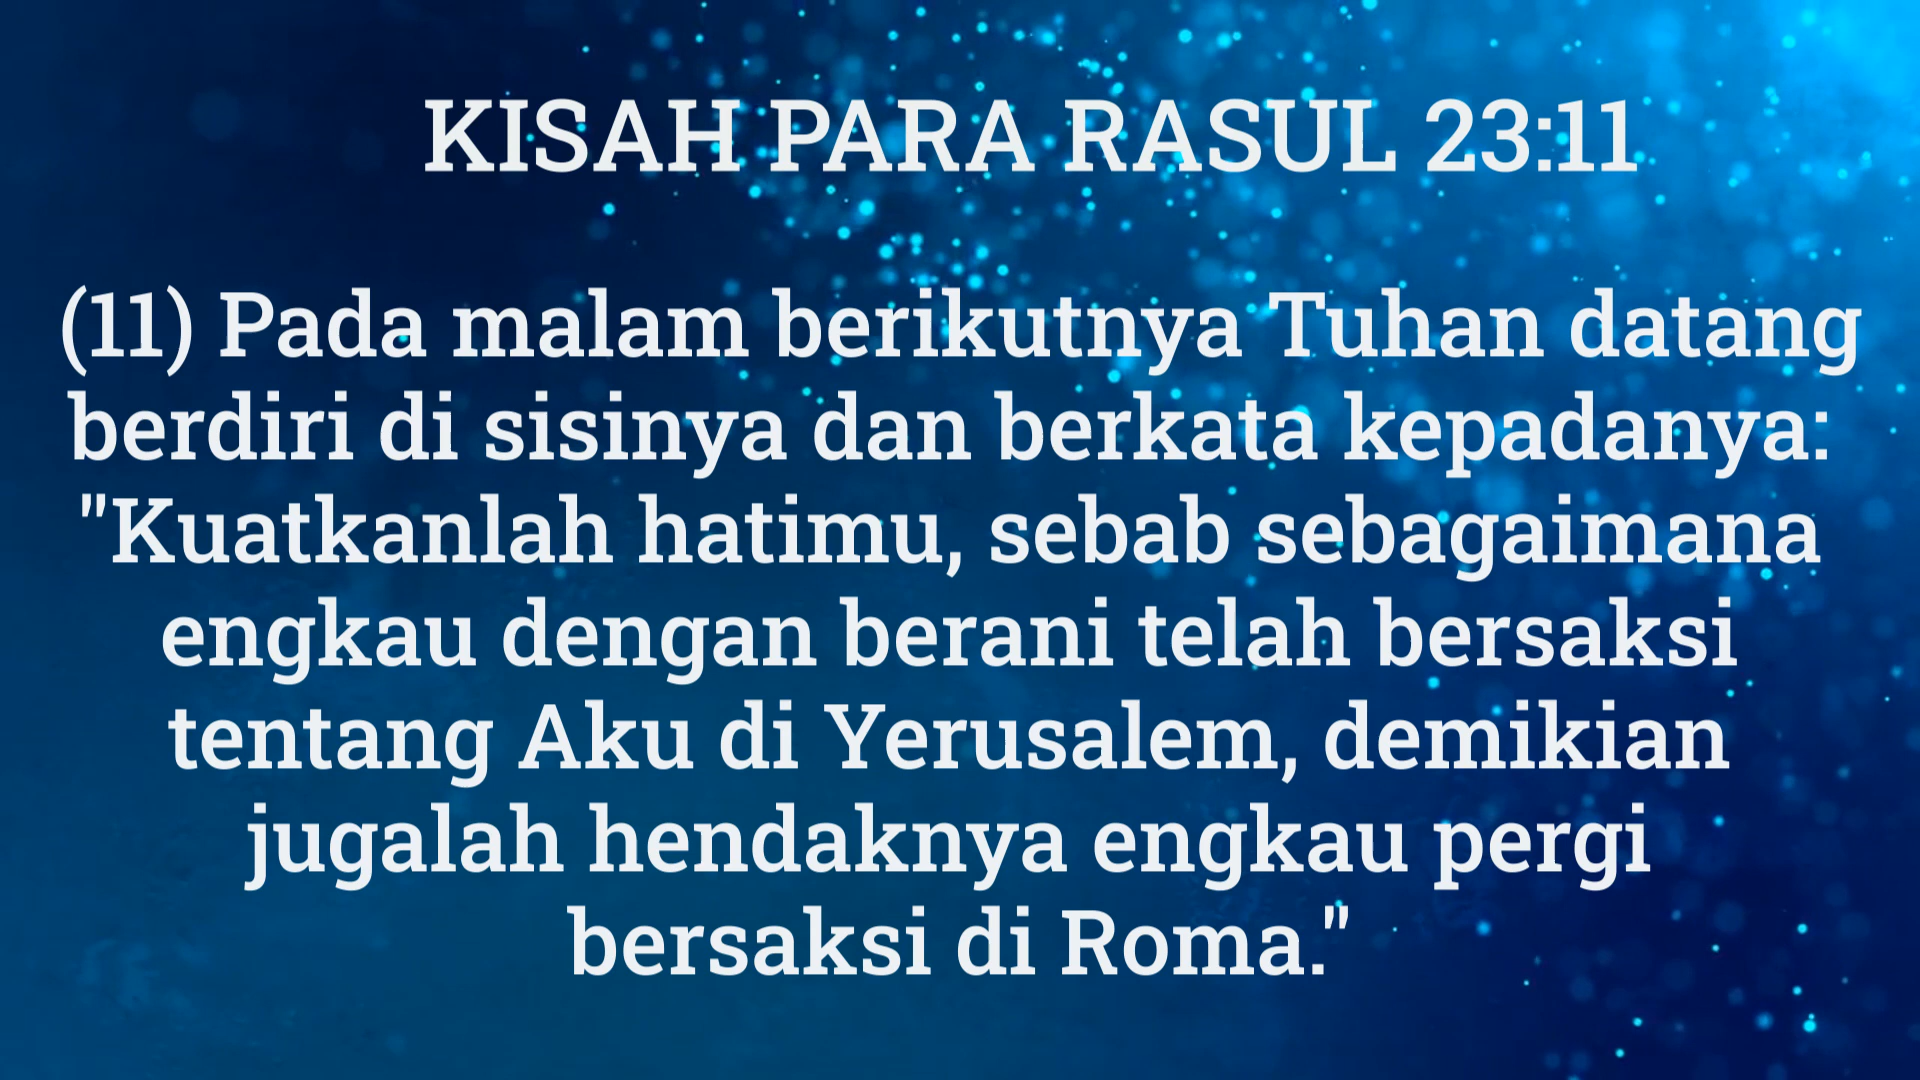 KISAH PARA RASUL 23:11
(11) Pada malam berikutnya Tuhan datang
berdiri di sisinya dan berkata kepadanya:
"Kuatkanlah hatimu, sebab sebagaimana
engkau dengan berani telah bersaksi
tentang Aku di Yerusalem, demikian
jugalah hendaknya engkau pergi
bersaksi di Roma."